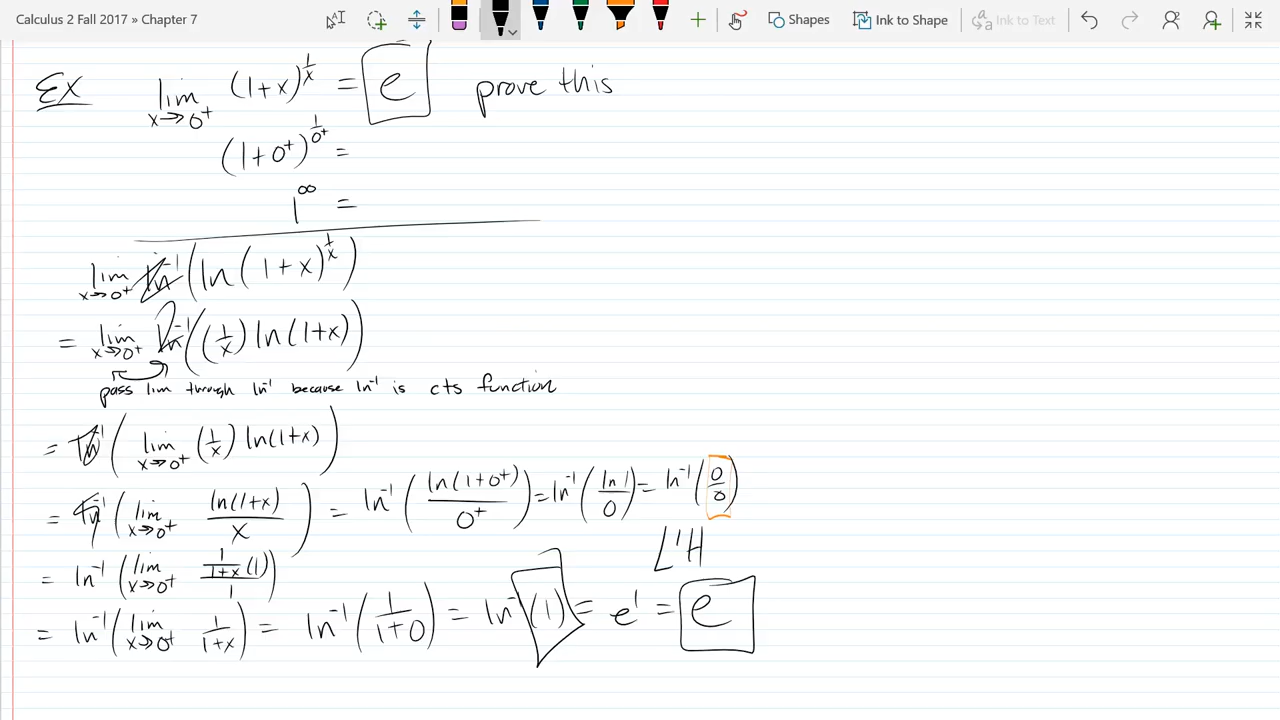 Calculus 2 Fall 2017 » Chapter 7
Shapes
Ink to Shape
Ink to Text
Ex lim x→0⁺ (1+x)^(1/x) = e prove this
(1+0⁺)^(1/0⁺) =
1^∞ =
lim x→0⁺ ln⁻¹(ln(1+x)^(1/x))
= lim x→0⁺ ln⁻¹((1/x) ln(1+x))
pass lim through ln⁻¹ because ln⁻¹ is cts function
= ln⁻¹(lim x→0⁺ (1/x) ln(1+x))
= ln⁻¹(lim x→0⁺ ln(1+x)/x) = ln⁻¹(ln(1+0⁺)/0⁺) = ln⁻¹(ln 1/0) = ln⁻¹(0/0)
L'H
= ln⁻¹(lim x→0⁺ (1/(1+x) (1))/1)
= ln⁻¹(lim x→0⁺ 1/(1+x)) = ln⁻¹(1/(1+0)) = ln⁻¹(1) = e¹ = e